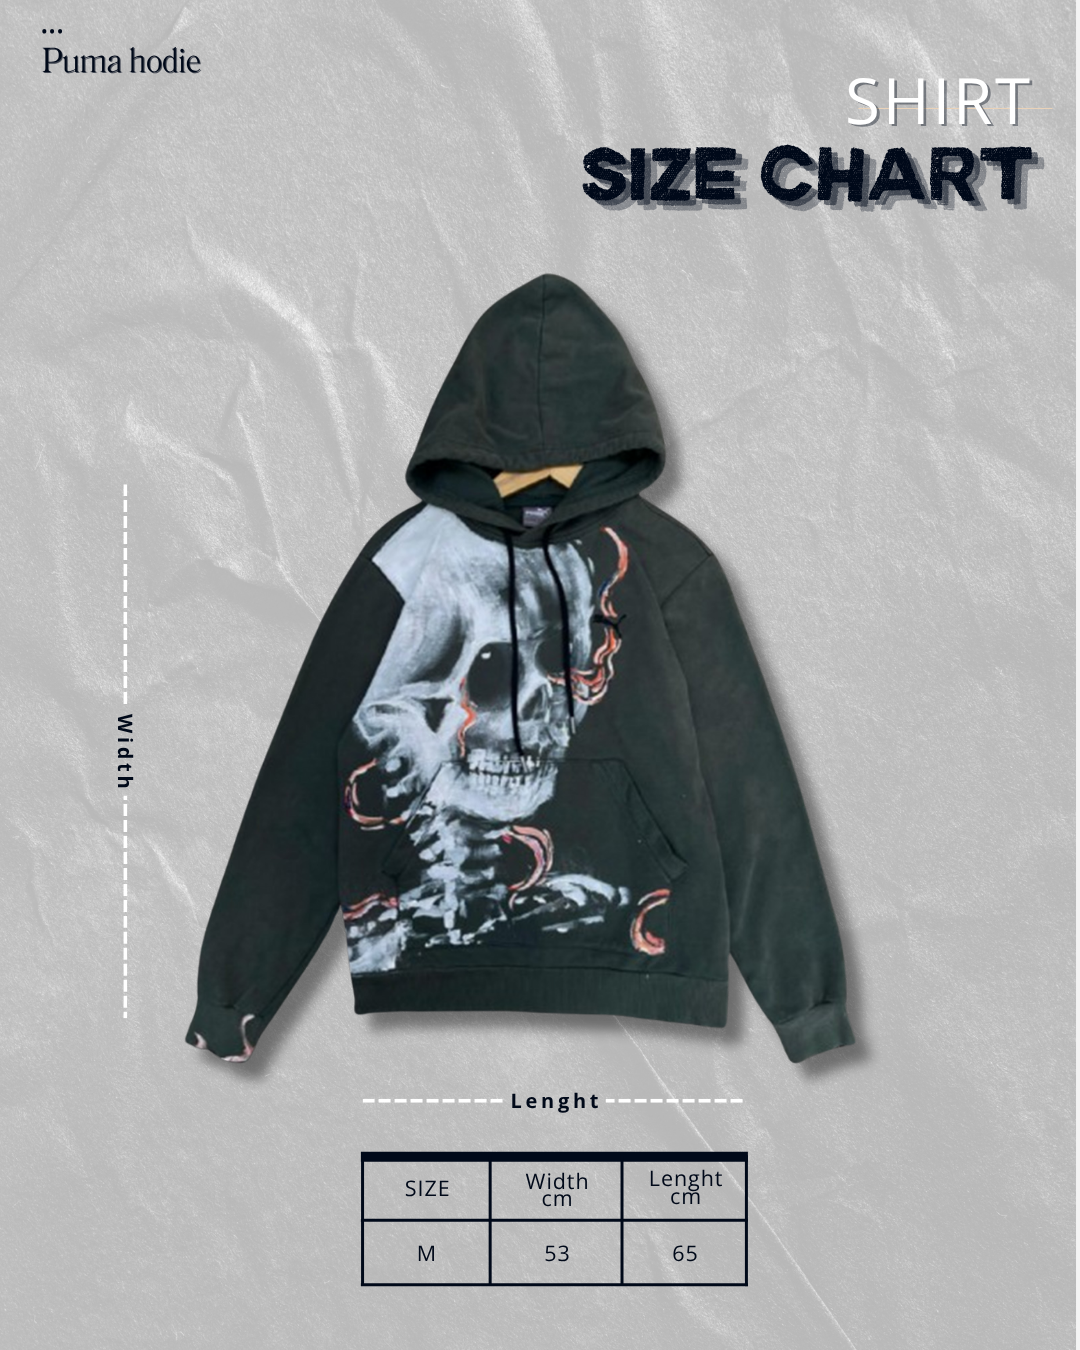 Puma hodie
SHIRT
SIZE CHART
Width
Lenght
SIZE
Width
cm
Lenght
cm
M
53
65